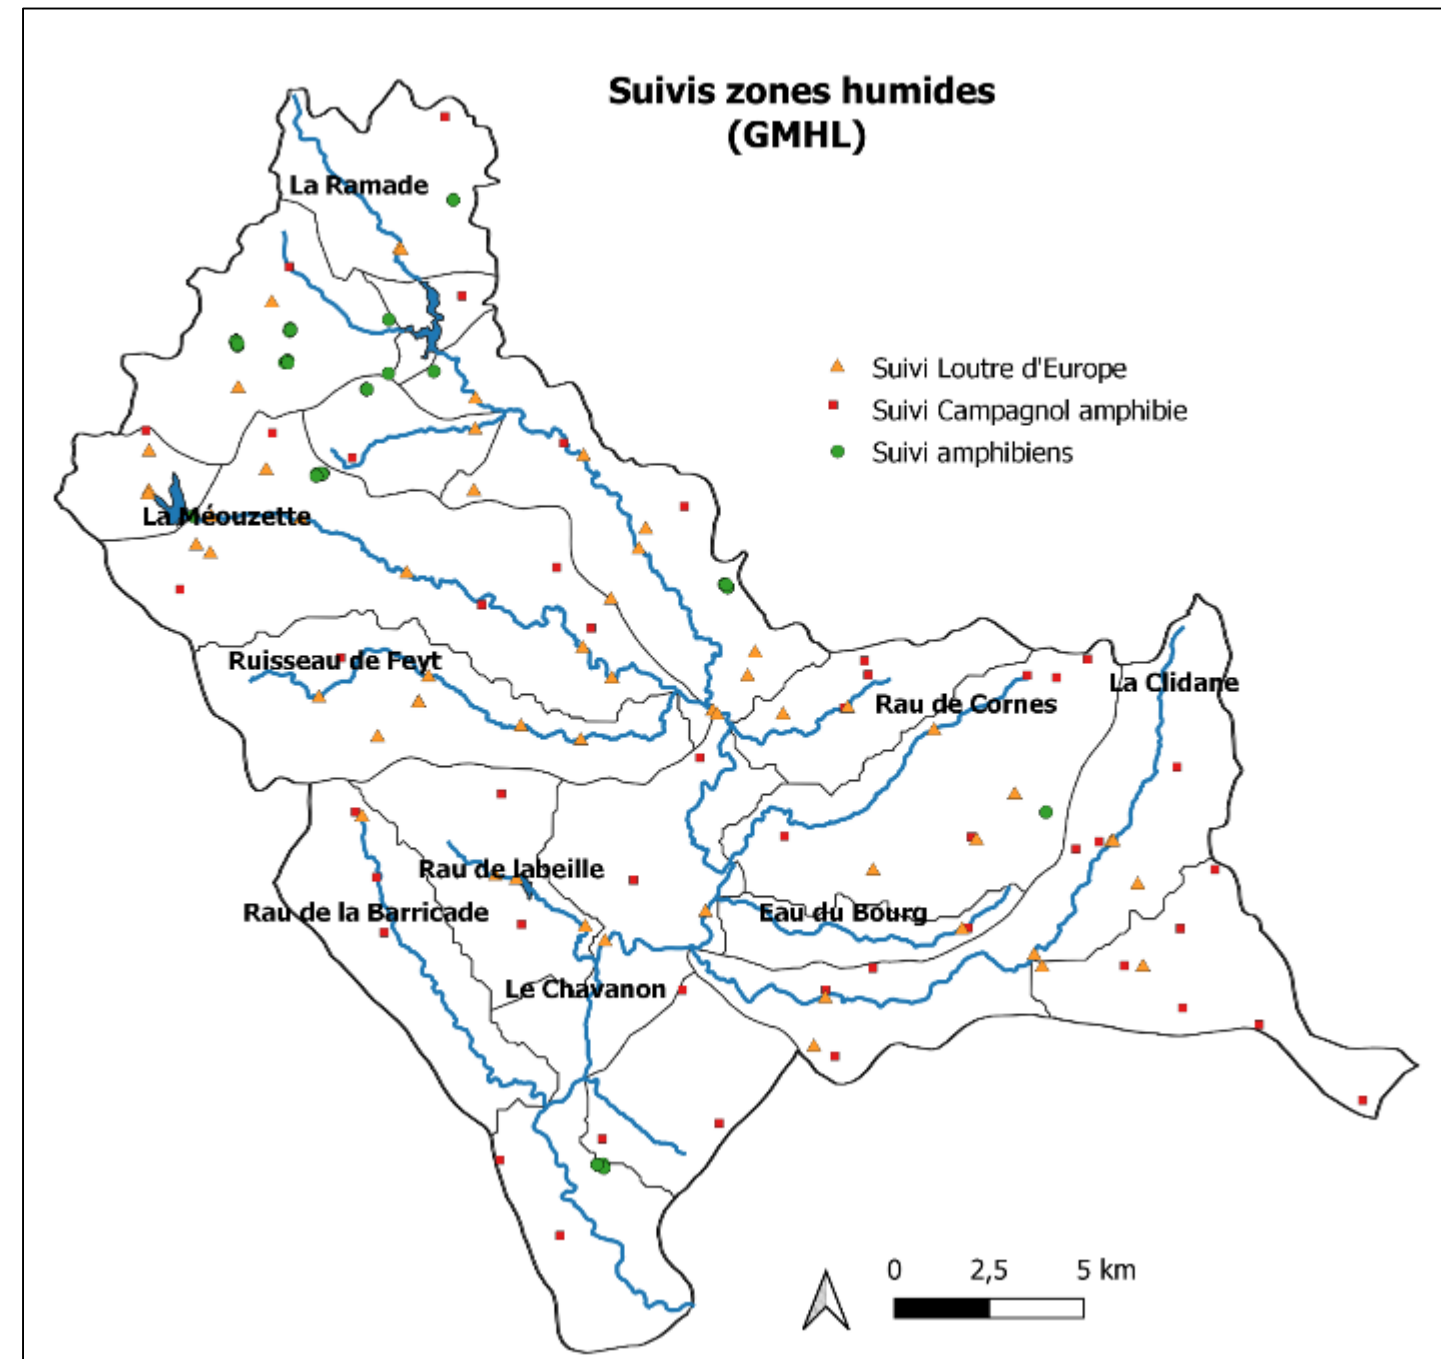 Suivis zones humides
(GMHL)
La Ramade
Suivi Loutre d'Europe
Suivi Campagnol amphibie
Suivi amphibiens
La Méouzette
Ruisseau de Feyt
La Clidane
Rau de Cornes
Rau de labeille
Rau de la Barricade
Eau du Bourg
Le Chavanon
0 2,5 5 km